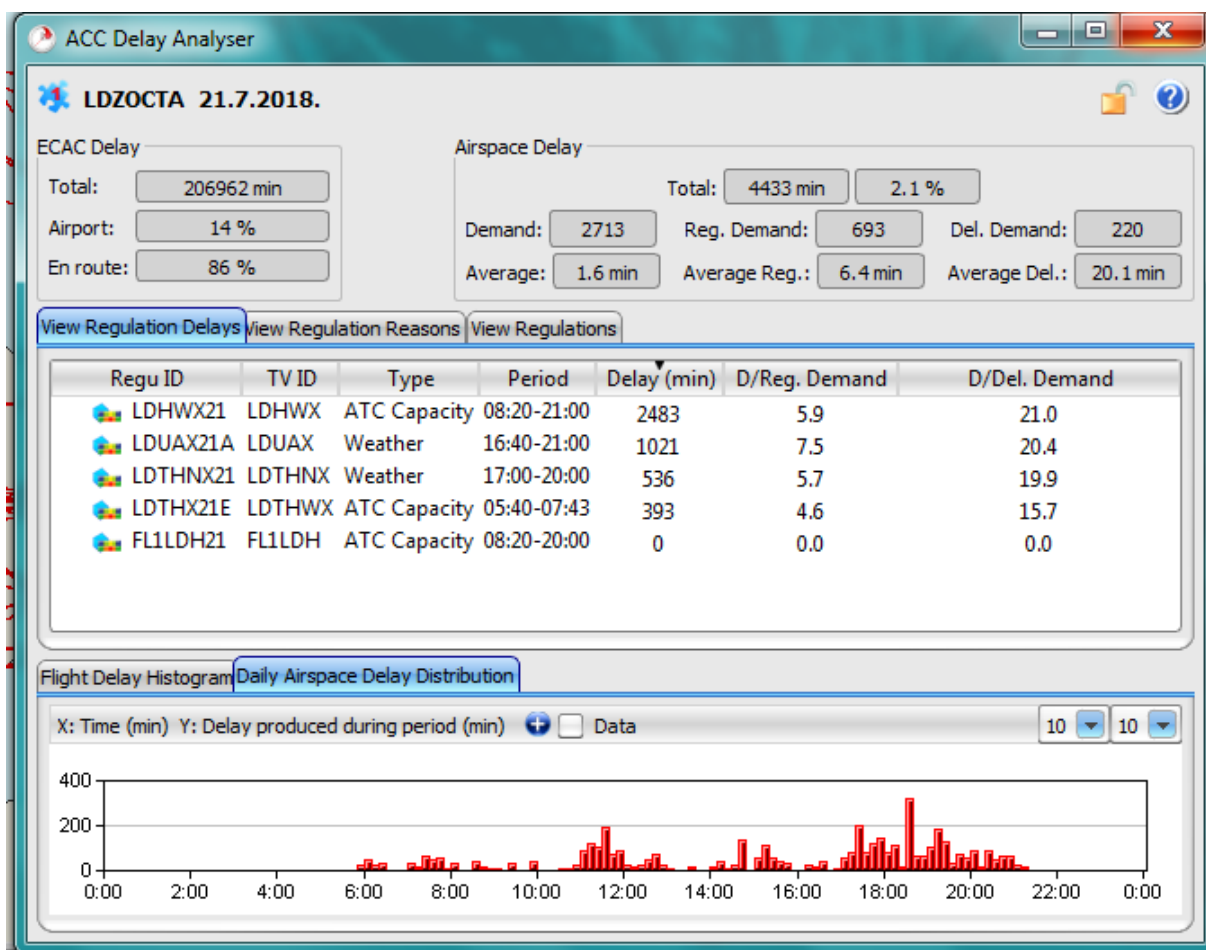 ACC Delay Analyser
LDZOCTA 21.7.2018.
ECAC Delay
Total: 206962 min
Airport: 14 %
En route: 86 %
Airspace Delay
Total: 4433 min 2.1 %
Demand: 2713 Reg. Demand: 693 Del. Demand: 220
Average: 1.6 min Average Reg.: 6.4 min Average Del.: 20.1 min
View Regulation Delays View Regulation Reasons View Regulations
Regu ID TV ID Type Period Delay (min) D/Reg. Demand D/Del. Demand
LDHWX21 LDHWX ATC Capacity 08:20-21:00 2483 5.9 21.0
LDUAX21A LDUAX Weather 16:40-21:00 1021 7.5 20.4
LDTHNX21 LDTHNX Weather 17:00-20:00 536 5.7 19.9
LDTHX21E LDTHWX ATC Capacity 05:40-07:43 393 4.6 15.7
FL1LDH21 FL1LDH ATC Capacity 08:20-20:00 0 0.0 0.0
Flight Delay Histogram Daily Airspace Delay Distribution
X: Time (min) Y: Delay produced during period (min) Data 10 10
400
200
0
0:00 2:00 4:00 6:00 8:00 10:00 12:00 14:00 16:00 18:00 20:00 22:00 0:00